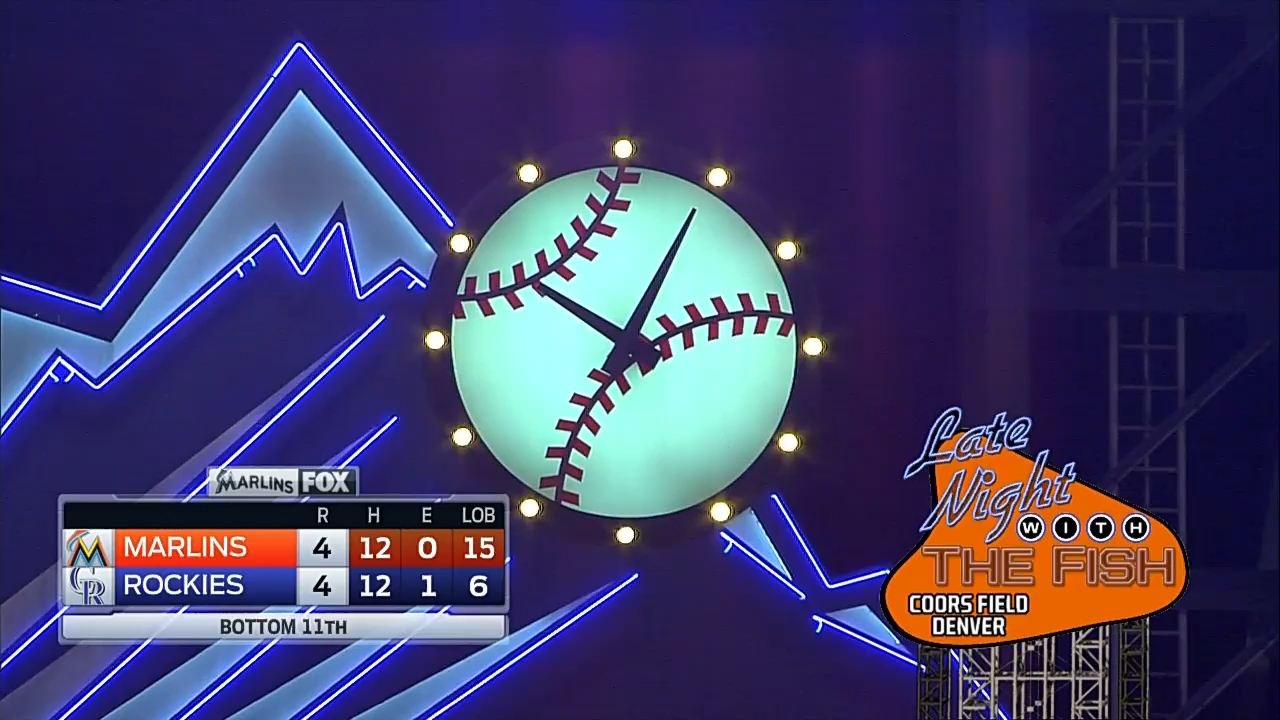 MARLINS FOX
R H E LOB
MARLINS 4 12 0 15
CR ROCKIES 4 12 1 6
BOTTOM 11TH
Late
Night
WITH
THE FISH
COORS FIELD
DENVER